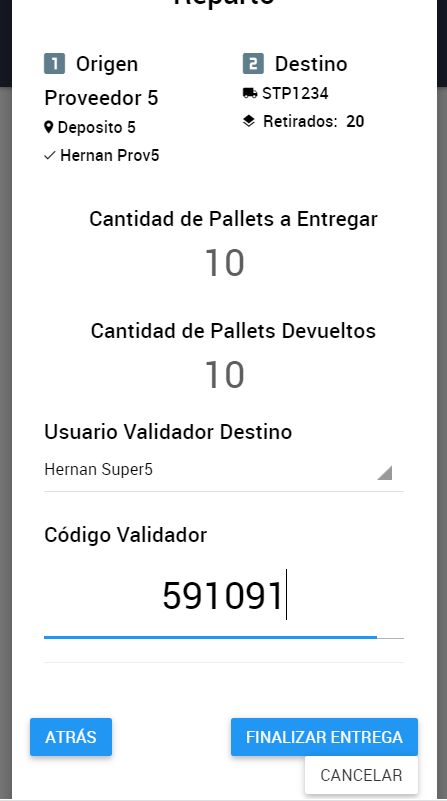 Reparto
1 Origen
Proveedor 5
Deposito 5
Hernan Prov5
2 Destino
STP1234
Retirados: 20
Cantidad de Pallets a Entregar
10
Cantidad de Pallets Devueltos
10
Usuario Validador Destino
Hernan Super5
Código Validador
591091
ATRÁS
FINALIZAR ENTREGA
CANCELAR